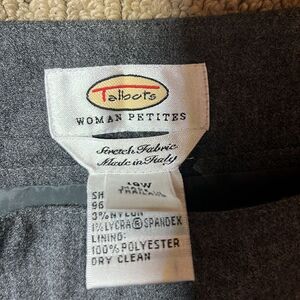 Talbots
WOMAN PETITES
Stretch Fabric
Made in Italy
18W
SH
96
3% NYLON
1% LYCRA® SPANDEX
LINING:
100% POLYESTER
DRY CLEAN